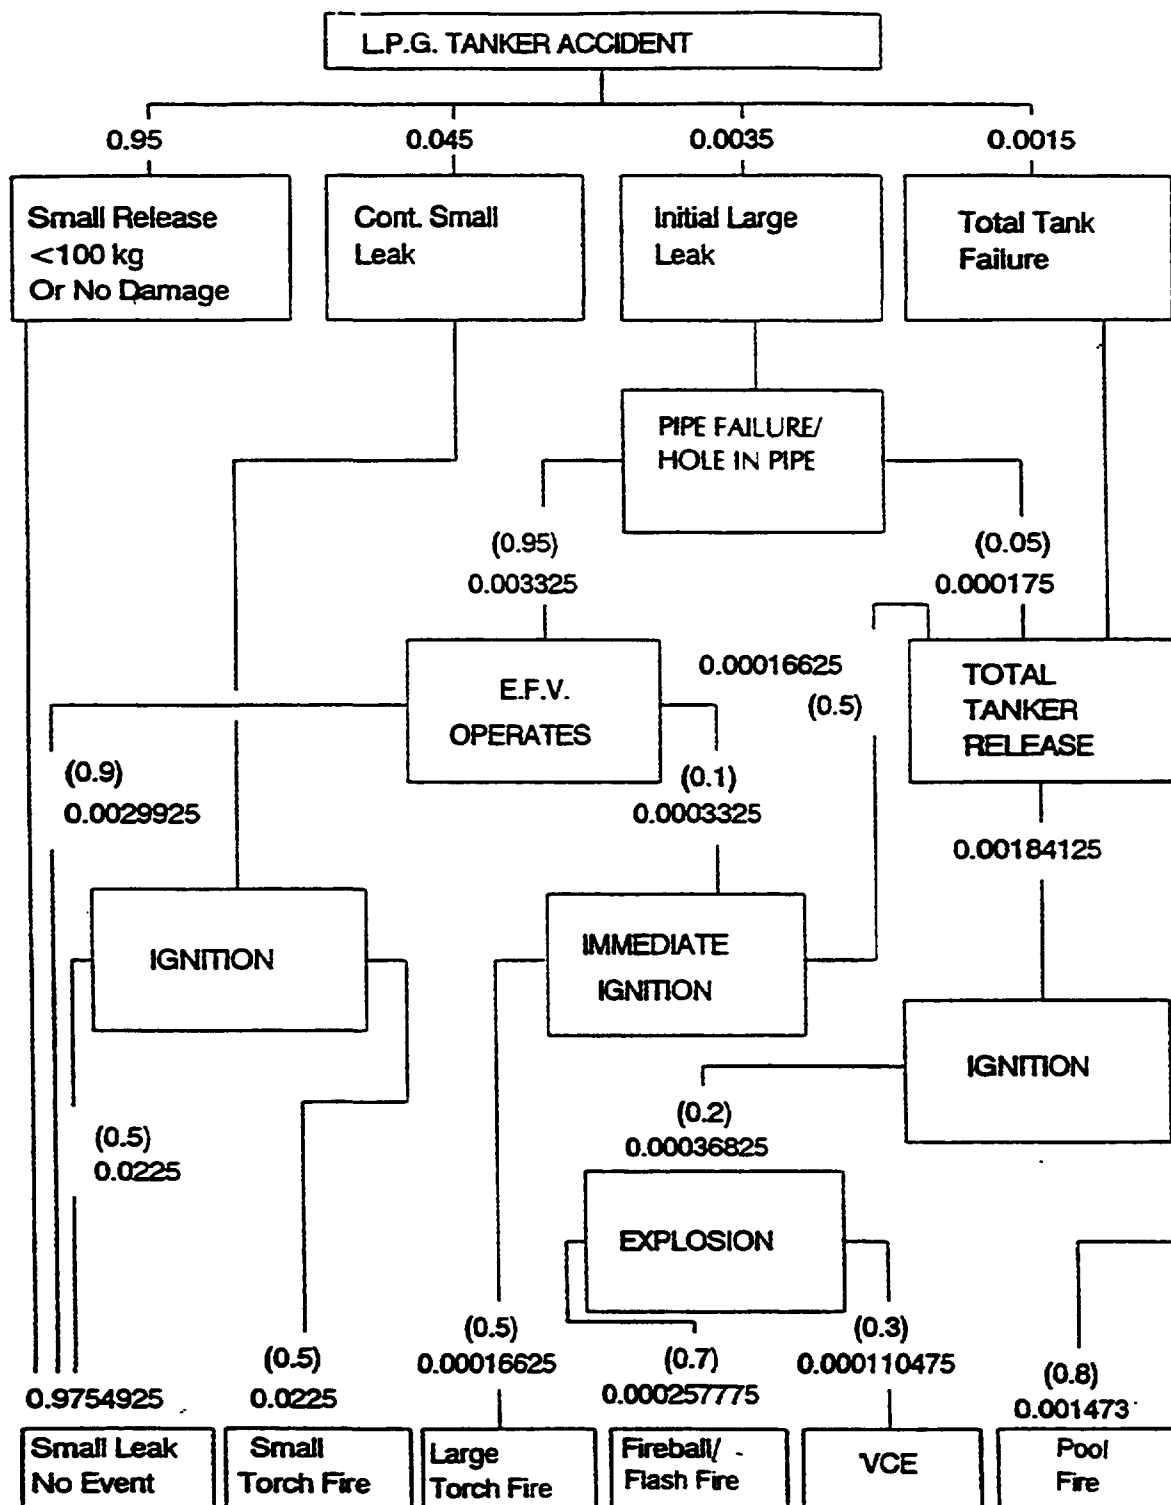 L.P.G. TANKER ACCIDENT
0.95
0.045
0.0035
0.0015
Small Release
<100 kg
Or No Damage
Cont. Small
Leak
Initial Large
Leak
Total Tank
Failure
PIPE FAILURE/
HOLE IN PIPE
(0.95)
0.003325
(0.05)
0.000175
E.F.V.
OPERATES
0.00016625
(0.5)
TOTAL
TANKER
RELEASE
(0.9)
0.0029925
(0.1)
0.0003325
0.00184125
IGNITION
IMMEDIATE
IGNITION
IGNITION
(0.5)
0.0225
(0.2)
0.00036825
EXPLOSION
0.9754925
(0.5)
0.0225
(0.5)
0.00016625
(0.7)
0.000257775
(0.3)
0.000110475
(0.8)
0.001473
Small Leak
No Event
Small
Torch Fire
Large
Torch Fire
Fireball/
Flash Fire
VCE
Pool
Fire